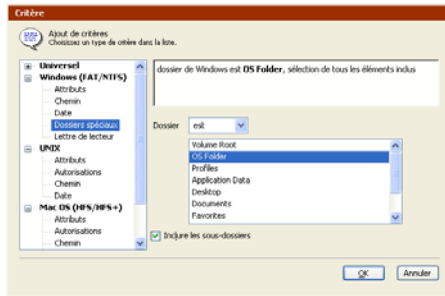 Critère
Ajout de critères
Choisissez un type de critère dans la liste.
Universel
Windows (FAT/NTFS)
Attributs
Chemin
Date
Dossiers spéciaux
Lettre de lecteur
UNIX
Attributs
Autorisations
Chemin
Date
Mac OS (HFS/HFS+)
Attributs
Autorisations
Chemin
dossier de Windows est OS Folder, sélection de tous les éléments inclus
Dossier est
Volume Root
OS Folder
Profiles
Application Data
Desktop
Documents
Favorites
Inclure les sous-dossiers
OK Annuler